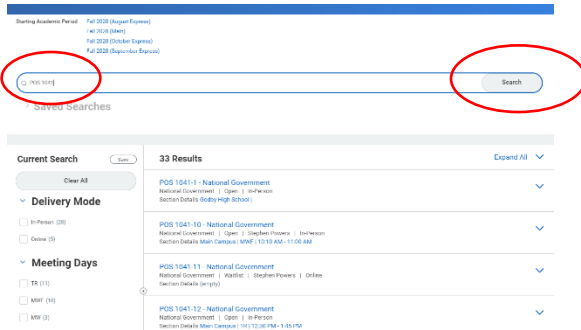 Starting Academic Period Fall 2020 (August Express)
Fall 2020 (Main)
Fall 2020 (October Express)
Fall 2020 (September Express)
POS 1041
Search
Saved Searches
Current Search
Save
33 Results
Expand All
Clear All
Delivery Mode
In-Person (28)
Online (5)
Meeting Days
TR (11)
MWF (10)
MW (3)
POS 1041-1 - National Government
National Government | Open | In-Person
Section Details Godby High School |
POS 1041-10 - National Government
National Government | Open | Stephen Powers | In-Person
Section Details Main Campus | MWF | 10:10 AM - 11:00 AM
POS 1041-11 - National Government
National Government | Waitlist | Stephen Powers | Online
Section Details (empty)
POS 1041-12 - National Government
National Government | Open | In-Person
Section Details Main Campus | TR | 12:30 PM - 1:45 PM